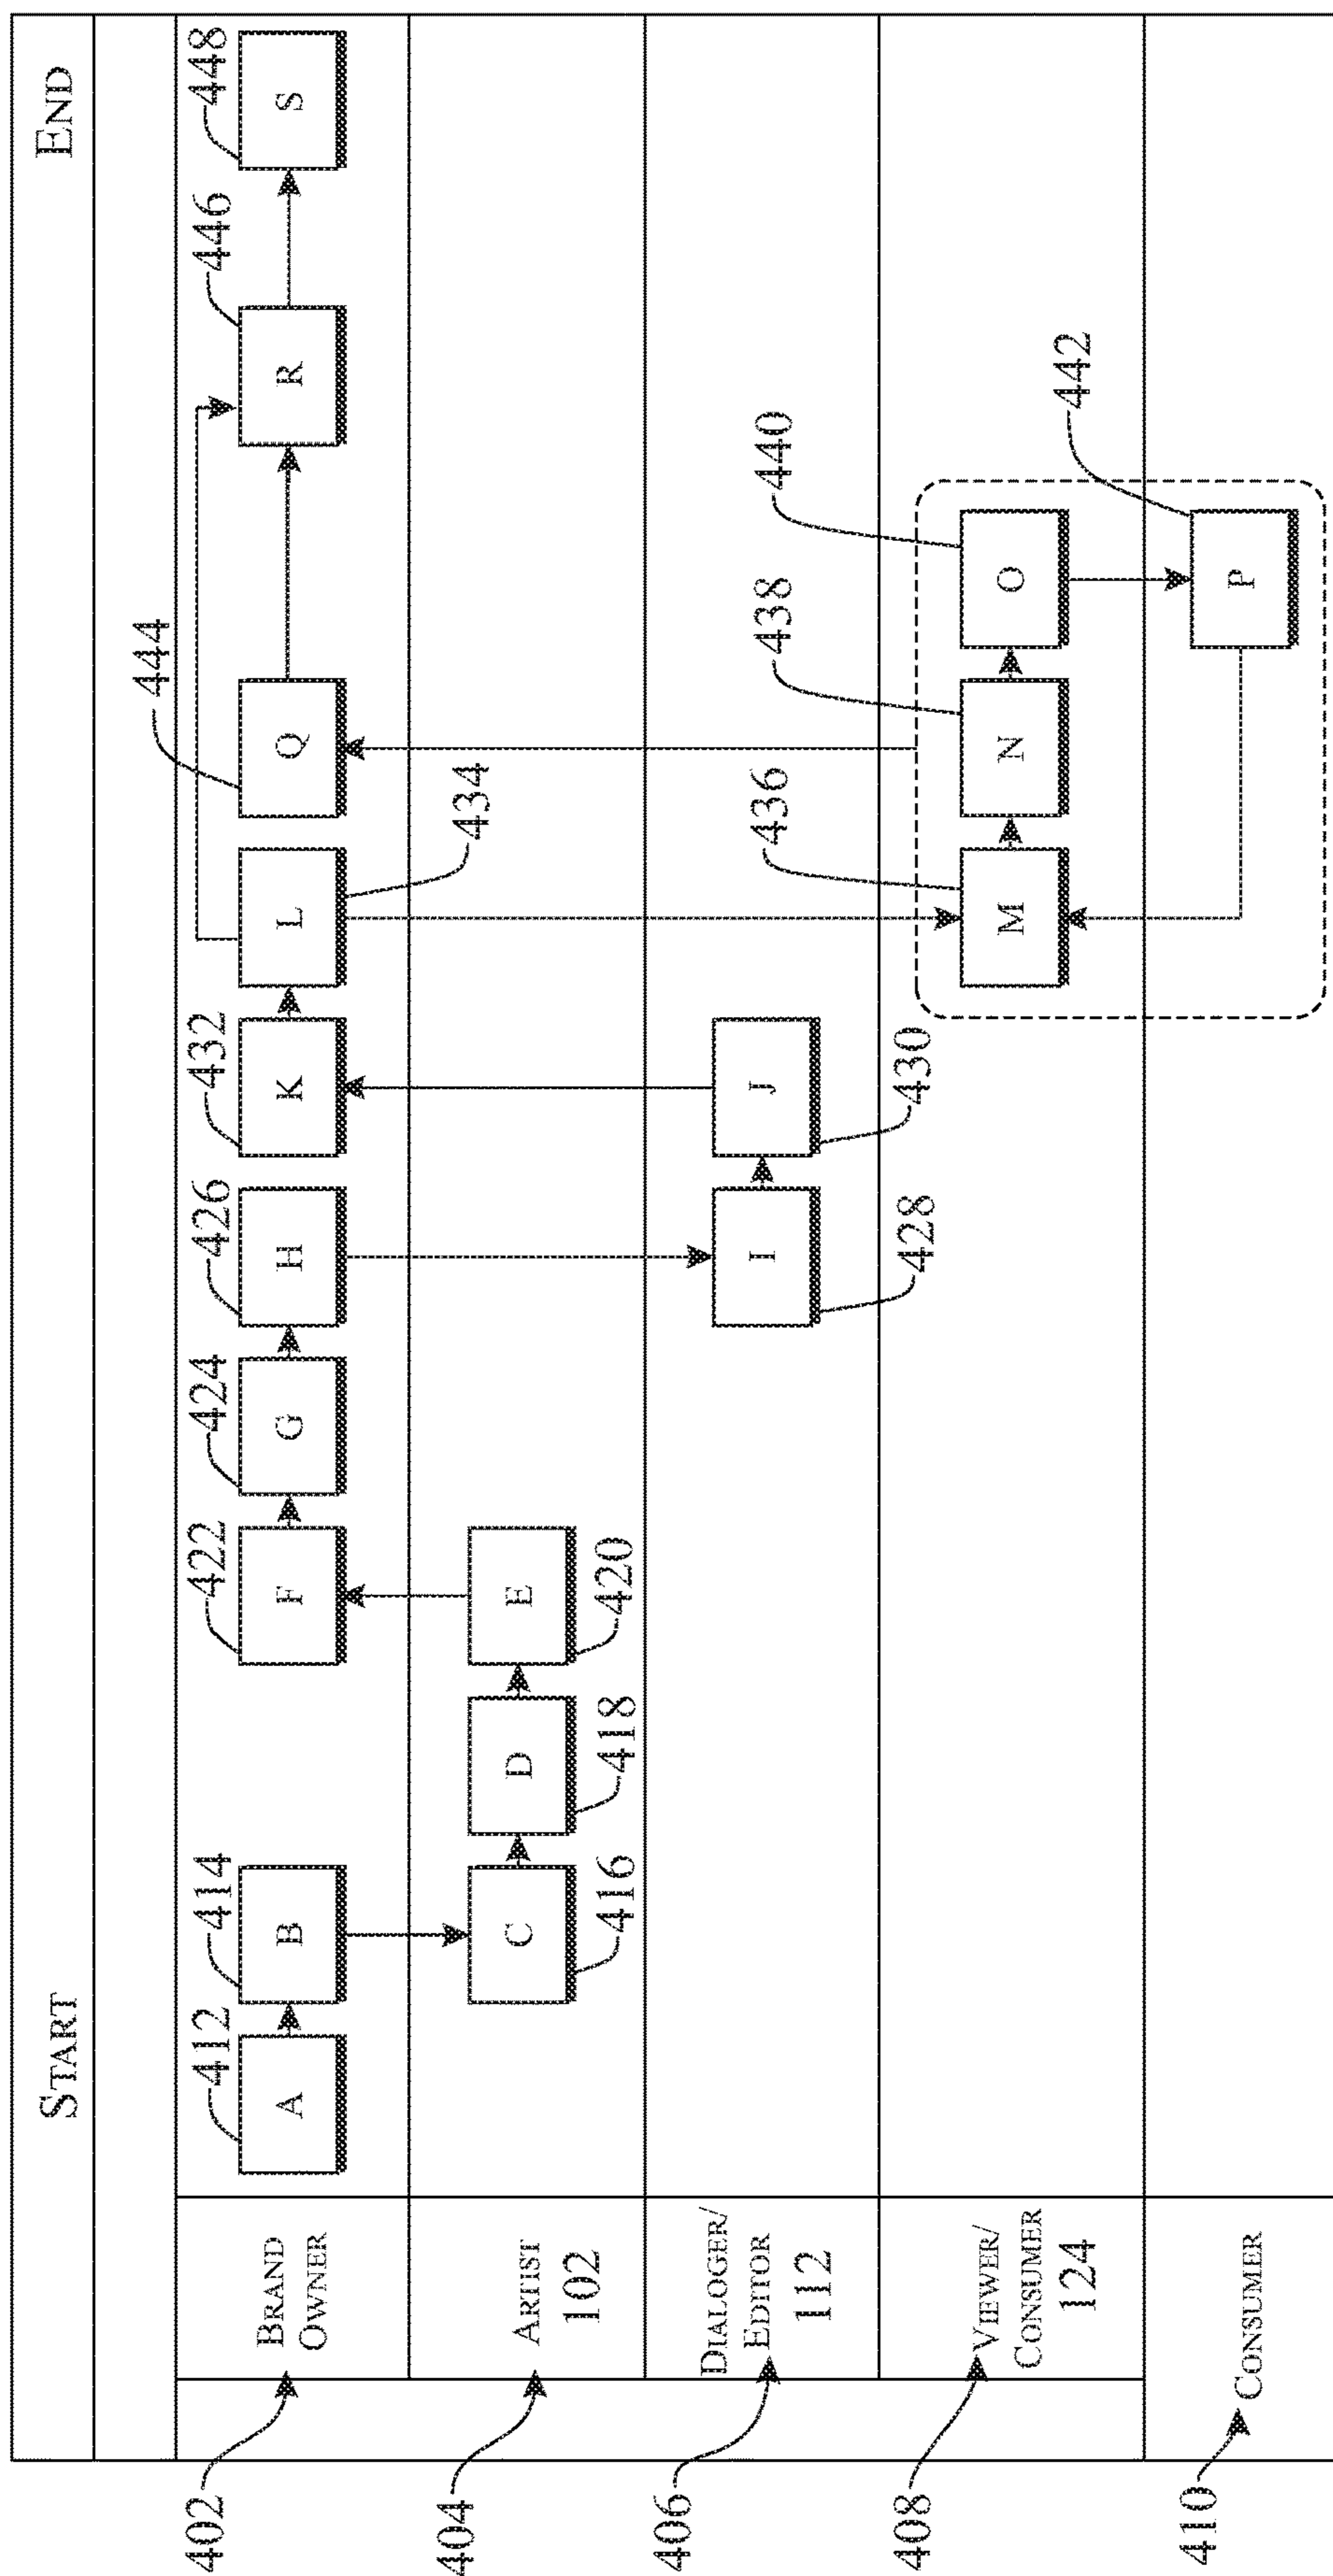 START
END
402
BRAND
OWNER
412
A
414
B
422
F
424
G
426
H
432
K
L
434
444
Q
446
R
448
S
404
ARTIST
102
C
416
D
418
E
420
406
DIALOGER/
EDITOR
112
I
428
J
430
408
VIEWER/
CONSUMER
124
436
M
438
N
440
O
410
CONSUMER
442
P